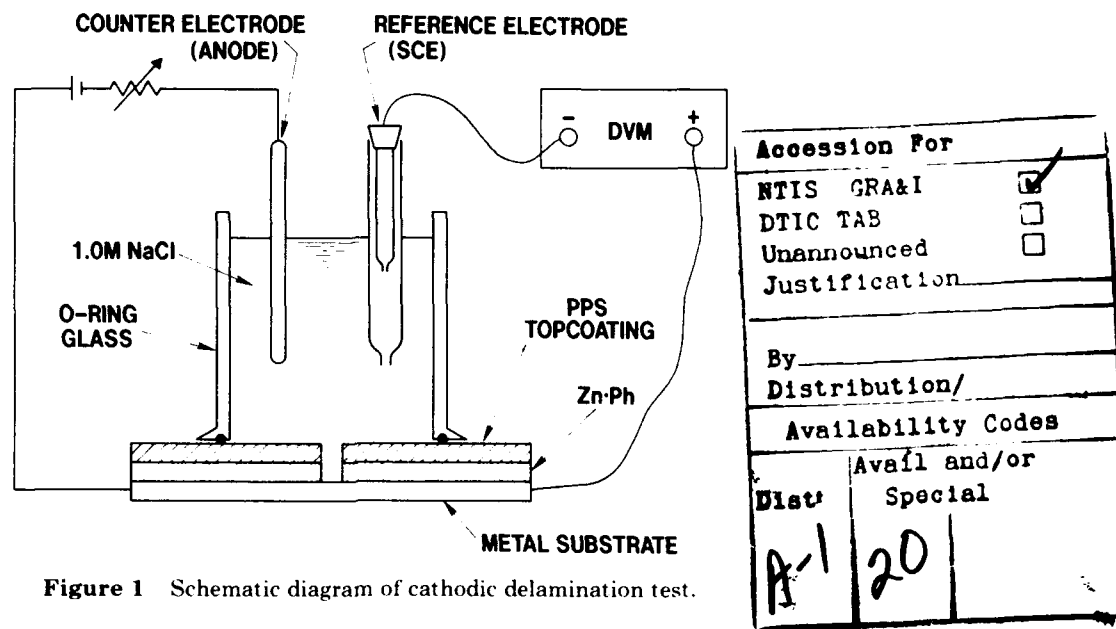 COUNTER ELECTRODE
(ANODE)
REFERENCE ELECTRODE
(SCE)
- DVM +
1.0M NaCl
O-RING
GLASS
PPS
TOPCOATING
Zn·Ph
METAL SUBSTRATE
Figure 1 Schematic diagram of cathodic delamination test.
Accession For
NTIS GRA&I
DTIC TAB
Unannounced
Justification
By
Distribution/
Availability Codes
Avail and/or
Dist Special
A-1 20